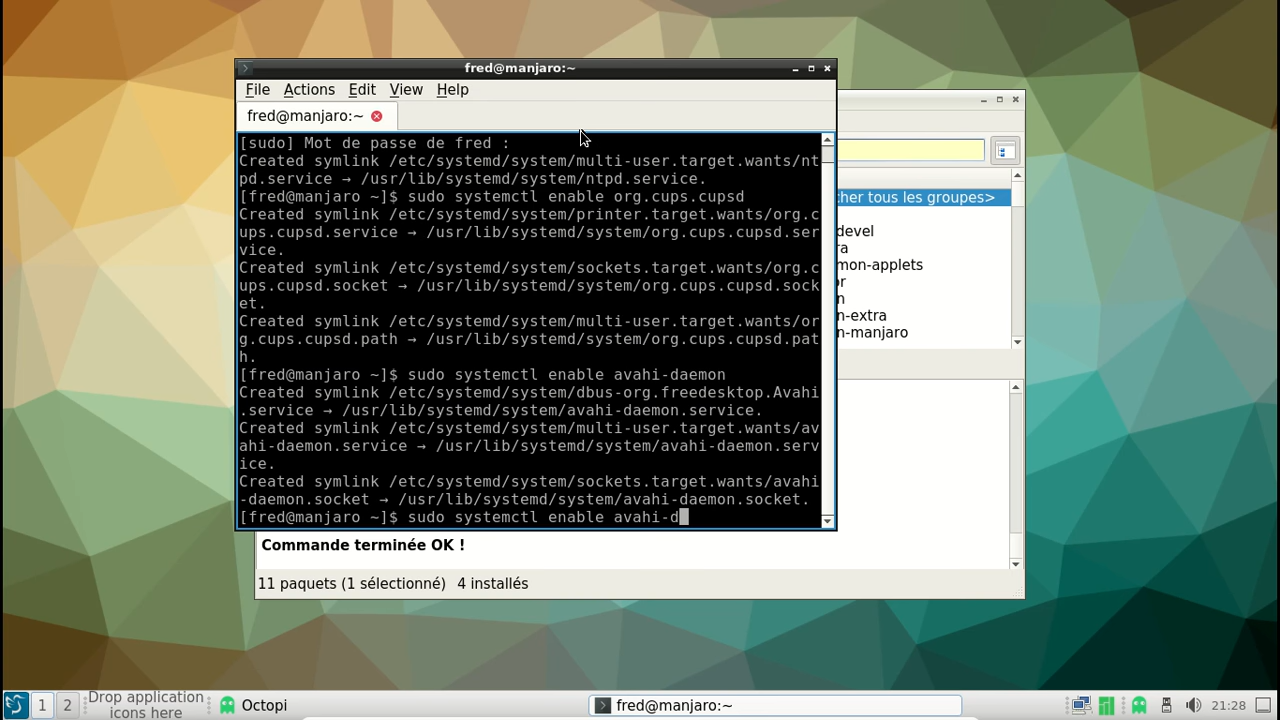 fred@manjaro:~
File Actions Edit View Help
fred@manjaro:~
[sudo] Mot de passe de fred :
Created symlink /etc/systemd/system/multi-user.target.wants/nt
pd.service → /usr/lib/systemd/system/ntpd.service.
[fred@manjaro ~]$ sudo systemctl enable org.cups.cupsd
Created symlink /etc/systemd/system/printer.target.wants/org.c
ups.cupsd.service → /usr/lib/systemd/system/org.cups.cupsd.ser
vice.
Created symlink /etc/systemd/system/sockets.target.wants/org.c
ups.cupsd.socket → /usr/lib/systemd/system/org.cups.cupsd.sock
et.
Created symlink /etc/systemd/system/multi-user.target.wants/or
g.cups.cupsd.path → /usr/lib/systemd/system/org.cups.cupsd.pat
h.
[fred@manjaro ~]$ sudo systemctl enable avahi-daemon
Created symlink /etc/systemd/system/dbus-org.freedesktop.Avahi
.service → /usr/lib/systemd/system/avahi-daemon.service.
Created symlink /etc/systemd/system/multi-user.target.wants/av
ahi-daemon.service → /usr/lib/systemd/system/avahi-daemon.serv
ice.
Created symlink /etc/systemd/system/sockets.target.wants/avahi
-daemon.socket → /usr/lib/systemd/system/avahi-daemon.socket.
[fred@manjaro ~]$ sudo systemctl enable avahi-d
cher tous les groupes>
devel
ra
mon-applets
or
n
n-extra
n-manjaro
Commande terminée OK !
11 paquets (1 sélectionné) 4 installés
1 2
Drop application
icons here
Octopi
fred@manjaro:~
21:28